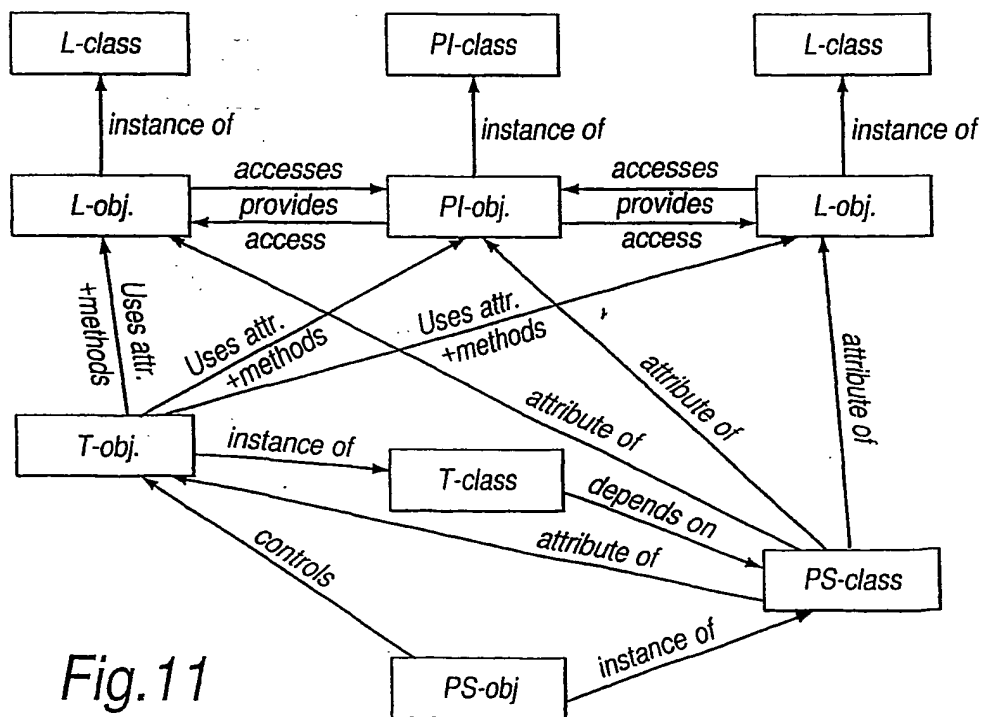 L-class
PI-class
L-class
instance of
instance of
instance of
accesses
accesses
L-obj.
provides
PI-obj.
provides
L-obj.
access
access
Uses attr.
+methods
Uses attr.
+methods
Uses attr.
+methods
attribute of
attribute of
attribute of
T-obj.
instance of
T-class
depends on
attribute of
PS-class
controls
instance of
PS-obj
Fig.11